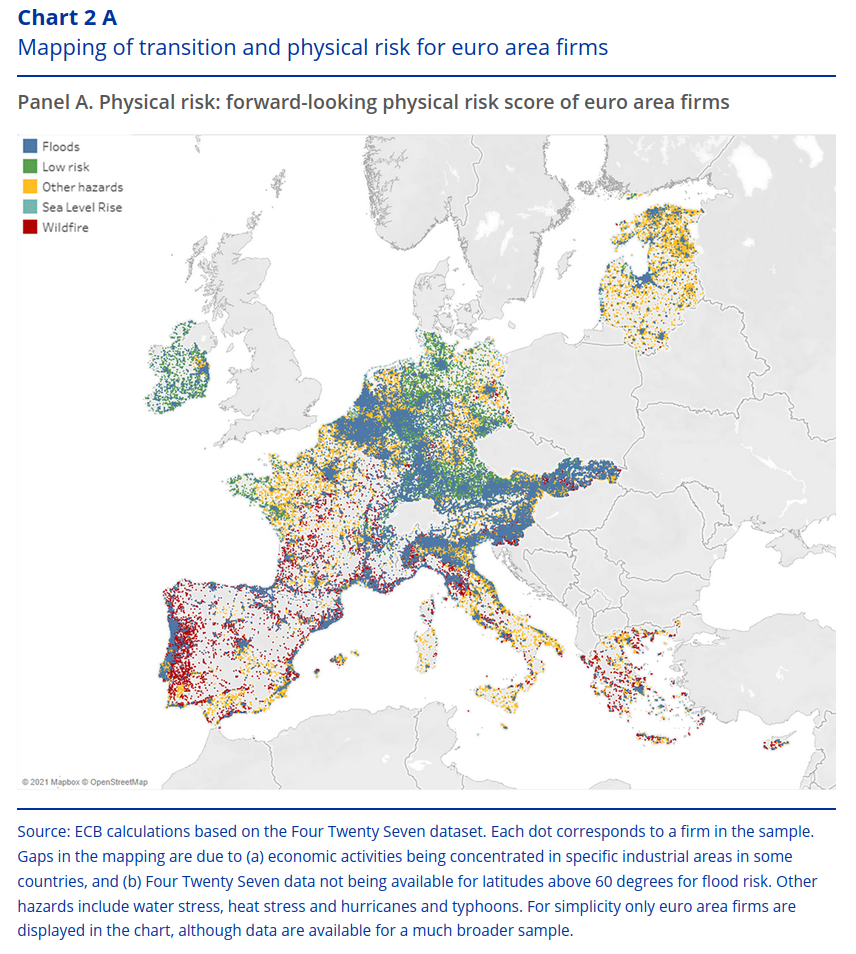 Chart 2 A
Mapping of transition and physical risk for euro area firms
Panel A. Physical risk: forward-looking physical risk score of euro area firms
Floods
Low risk
Other hazards
Sea Level Rise
Wildfire
© 2021 Mapbox © OpenStreetMap
Source: ECB calculations based on the Four Twenty Seven dataset. Each dot corresponds to a firm in the sample.
Gaps in the mapping are due to (a) economic activities being concentrated in specific industrial areas in some
countries, and (b) Four Twenty Seven data not being available for latitudes above 60 degrees for flood risk. Other
hazards include water stress, heat stress and hurricanes and typhoons. For simplicity only euro area firms are
displayed in the chart, although data are available for a much broader sample.